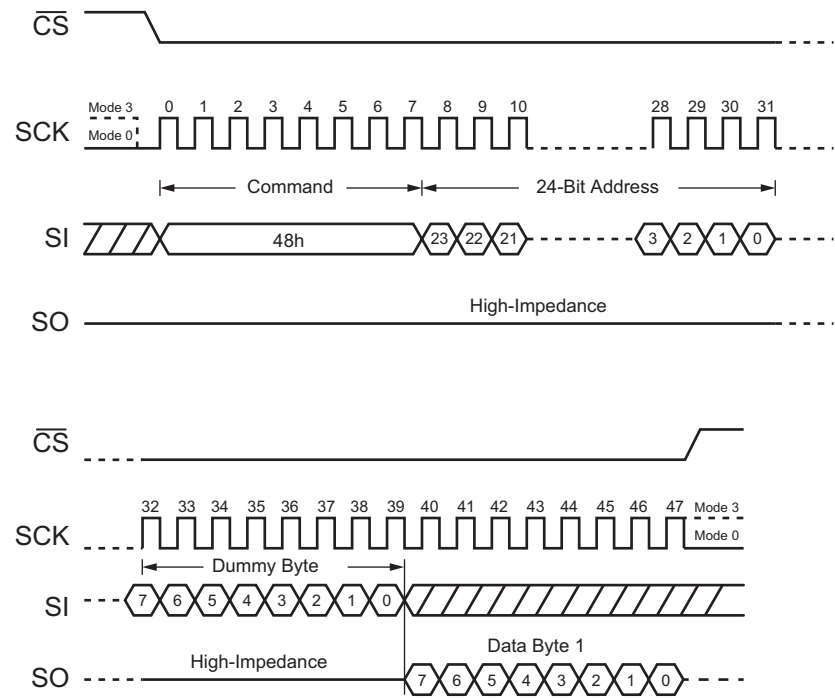 CS
Mode 3
0 1 2 3 4 5 6 7 8 9 10 28 29 30 31
SCK
Mode 0
Command 24-Bit Address
SI 48h 23 22 21 3 2 1 0
High-Impedance
SO
CS
32 33 34 35 36 37 38 39 40 41 42 43 44 45 46 47 Mode 3
SCK Mode 0
Dummy Byte
SI 7 6 5 4 3 2 1 0
Data Byte 1
High-Impedance
SO 7 6 5 4 3 2 1 0